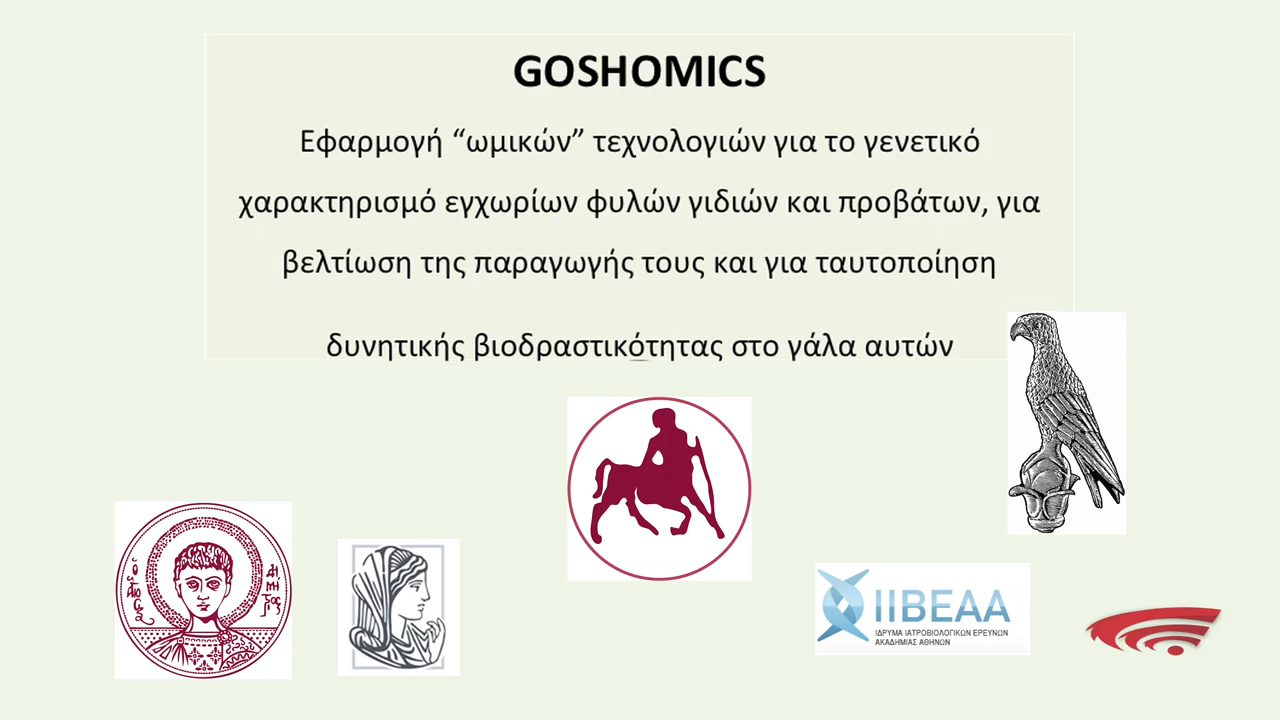 GOSHOMICS
Εφαρμογή “ωμικών” τεχνολογιών για το γενετικό
χαρακτηρισμό εγχωρίων φυλών γιδιών και προβάτων, για
βελτίωση της παραγωγής τους και για ταυτοποίηση
δυνητικής βιοδραστικότητας στο γάλα αυτών
ΙΙΒΕΑΑ
ΙΔΡΥΜΑ ΙΑΤΡΟΒΙΟΛΟΓΙΚΩΝ ΕΡΕΥΝΩΝ
ΑΚΑΔΗΜΙΑΣ ΑΘΗΝΩΝ